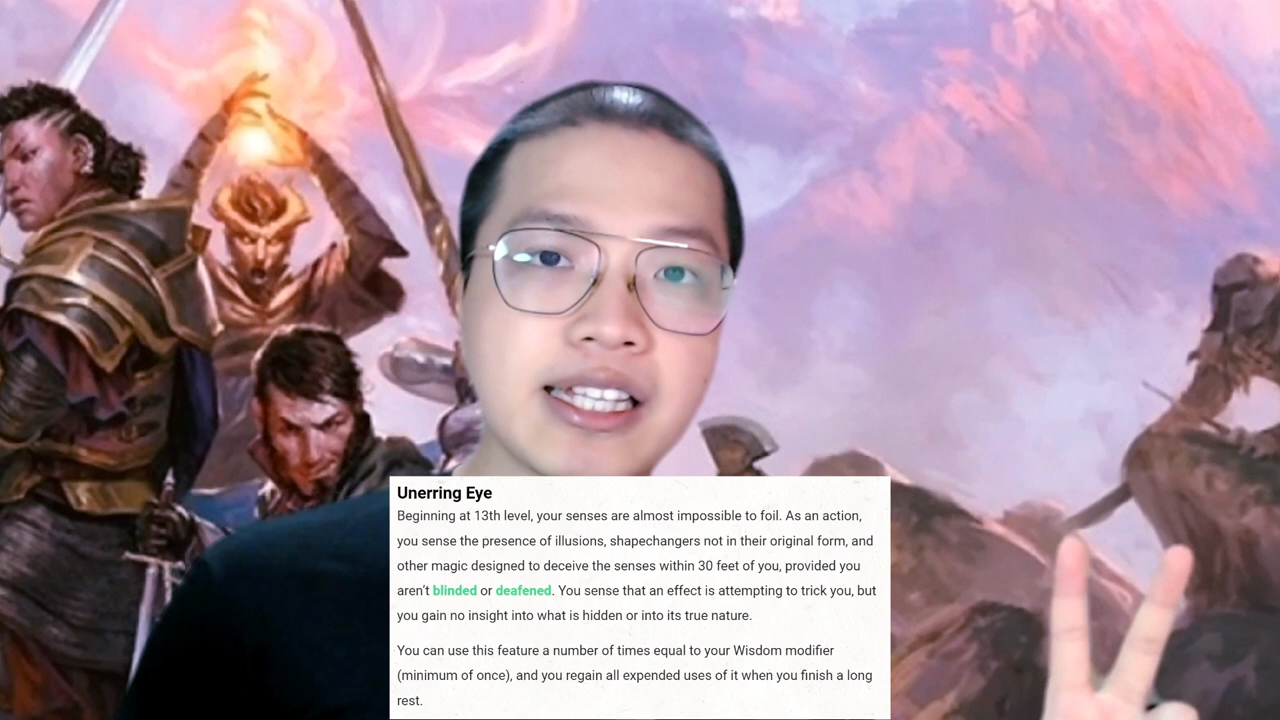 Unerring Eye
Beginning at 13th level, your senses are almost impossible to foil. As an action,
you sense the presence of illusions, shapechangers not in their original form, and
other magic designed to deceive the senses within 30 feet of you, provided you
aren’t blinded or deafened. You sense that an effect is attempting to trick you, but
you gain no insight into what is hidden or into its true nature.
You can use this feature a number of times equal to your Wisdom modifier
(minimum of once), and you regain all expended uses of it when you finish a long
rest.